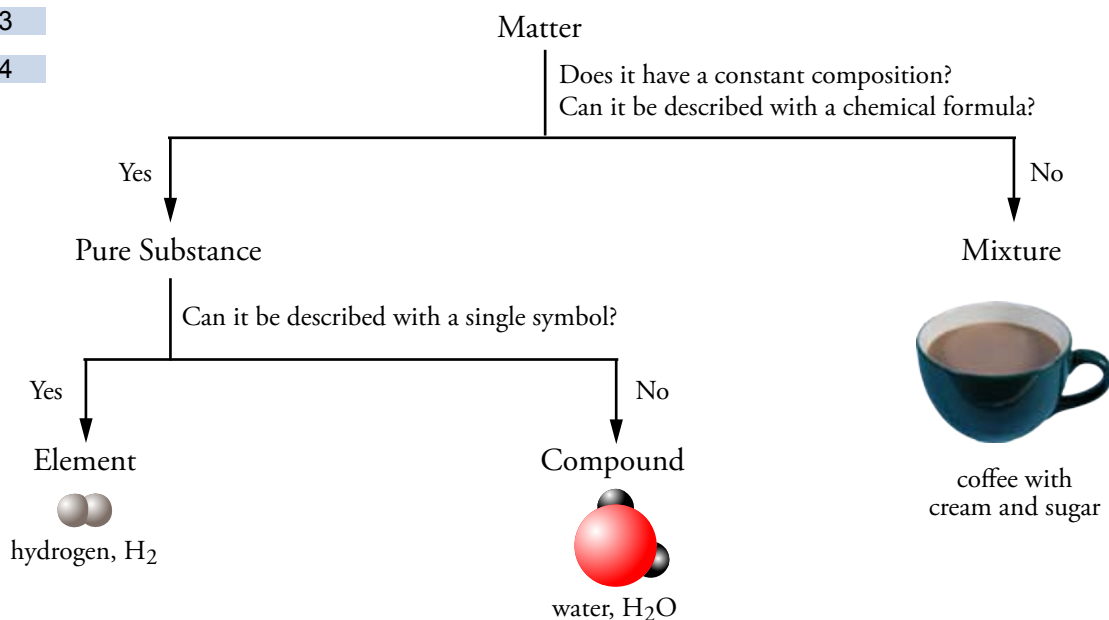 3
4
Matter
Does it have a constant composition?
Can it be described with a chemical formula?
Yes
No
Pure Substance
Mixture
Can it be described with a single symbol?
Yes
No
Element
Compound
hydrogen, H₂
water, H₂O
coffee with
cream and sugar